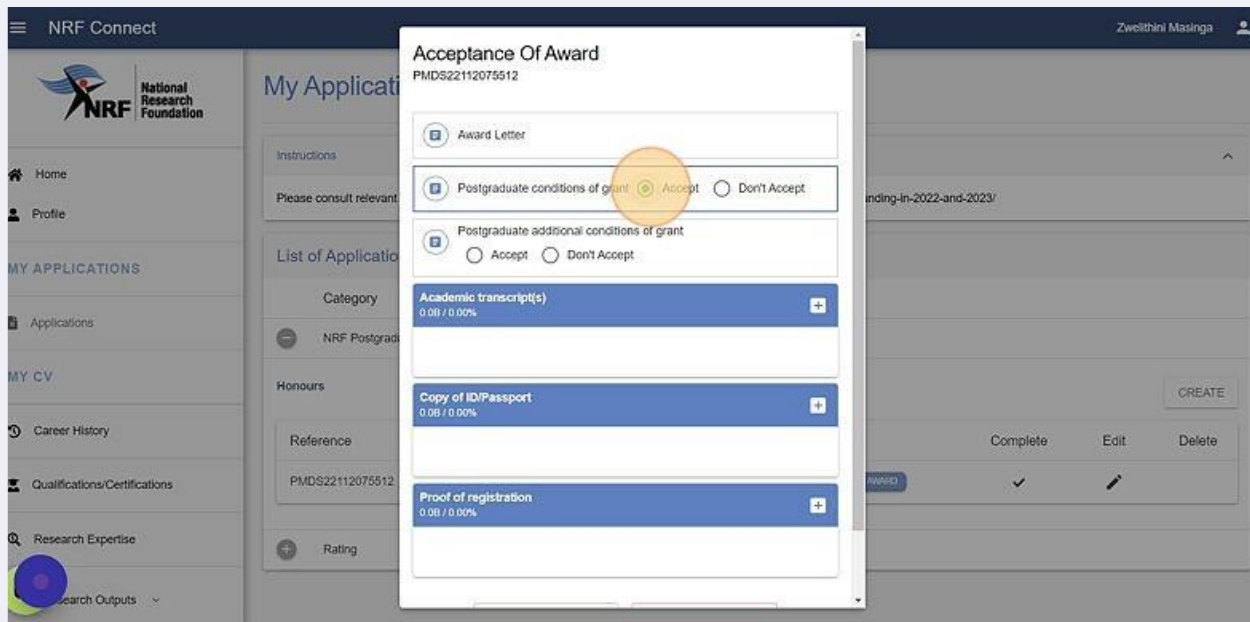 NRF Connect
Zwelithini Masinga
NRF
National
Research
Foundation
Home
Profile
MY APPLICATIONS
Applications
MY CV
Career History
Qualifications/Certifications
Research Expertise
search Outputs
My Applicati
Instructions
Please consult relevant
nding-in-2022-and-2023/
List of Applicatio
Category
NRF Postgrad
Honours
CREATE
Reference
Complete
Edit
Delete
PMDS22112075512
AWARD
Rating
Acceptance Of Award
PMDS22112075512
Award Letter
Postgraduate conditions of grant Accept Don't Accept
Postgraduate additional conditions of grant
Accept Don't Accept
Academic transcript(s)
0.0B / 0.00%
Copy of ID/Passport
0.0B / 0.00%
Proof of registration
0.0B / 0.00%